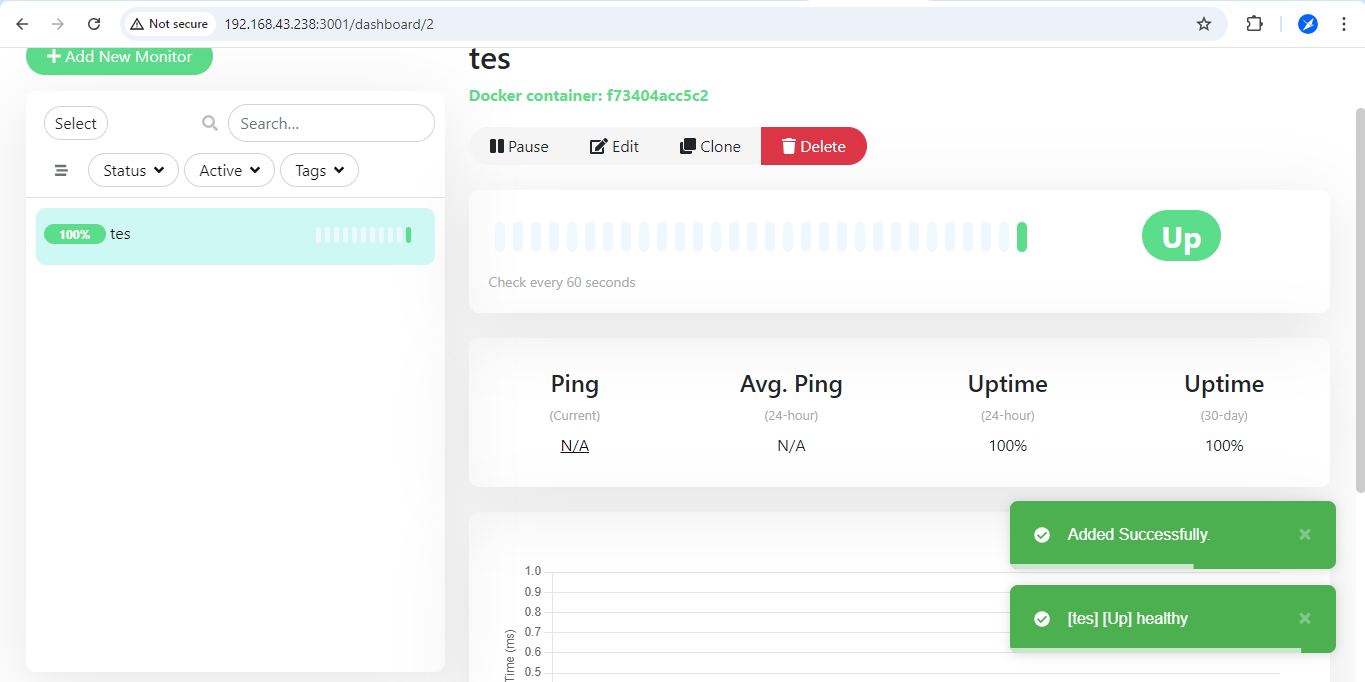 Not secure
192.168.43.238:3001/dashboard/2
Add New Monitor
Select
Search...
Status
Active
Tags
100% tes
tes
Docker container: f73404acc5c2
Pause
Edit
Clone
Delete
Up
Check every 60 seconds
Ping
(Current)
N/A
Avg. Ping
(24-hour)
N/A
Uptime
(24-hour)
100%
Uptime
(30-day)
100%
1.0
0.9
0.8
0.7
0.6
0.5
Time (ms)
Added Successfully.
[tes] [Up] healthy